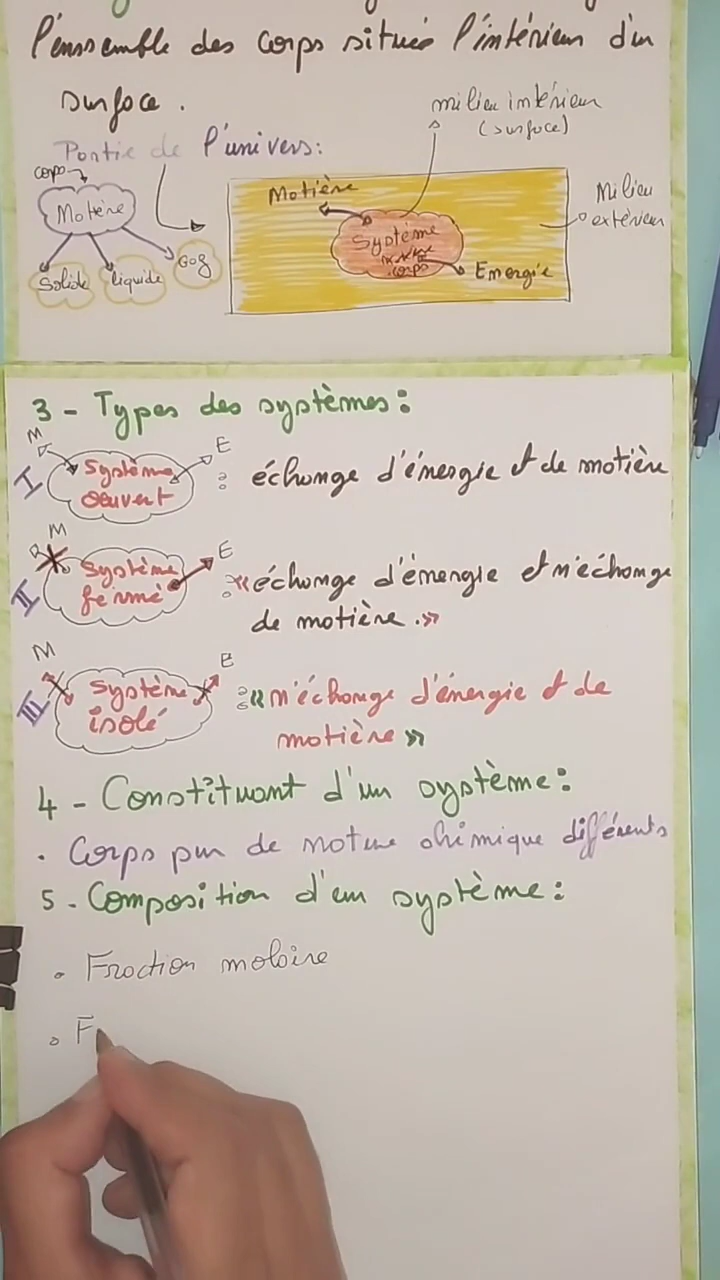 l'ensemble des corps situés l'intérieur d'un
surface.
milieu intérieur
(surface)
Partie de l'univers:
corps
Matière
Solide
liquide
Gaz
Matière
Système
corps
Energie
Milieu
extérieur
3 - Types des systèmes:
M
E
I
Système
ouvert
: échange d'énergie et de matière
M
E
II
Système
fermé
: «échange d'énergie et n'échange
de matière.»
M
E
III
Système
isolé
: «n'échange d'énergie et de
matière»
4 - Constituant d'un système:
. Corps pur de nature chimique différents
5 - Composition d'un système:
. Fraction molaire
. F